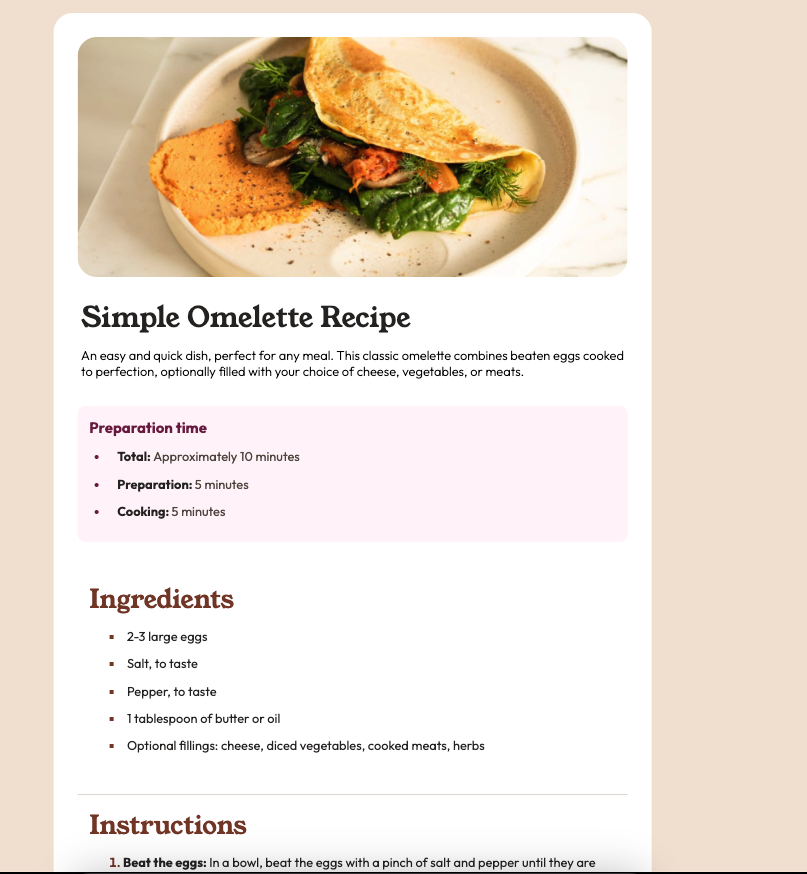 Simple Omelette Recipe
An easy and quick dish, perfect for any meal. This classic omelette combines beaten eggs cooked
to perfection, optionally filled with your choice of cheese, vegetables, or meats.
Preparation time
• Total: Approximately 10 minutes
• Preparation: 5 minutes
• Cooking: 5 minutes
Ingredients
▪ 2-3 large eggs
▪ Salt, to taste
▪ Pepper, to taste
▪ 1 tablespoon of butter or oil
▪ Optional fillings: cheese, diced vegetables, cooked meats, herbs
Instructions
1. Beat the eggs: In a bowl, beat the eggs with a pinch of salt and pepper until they are